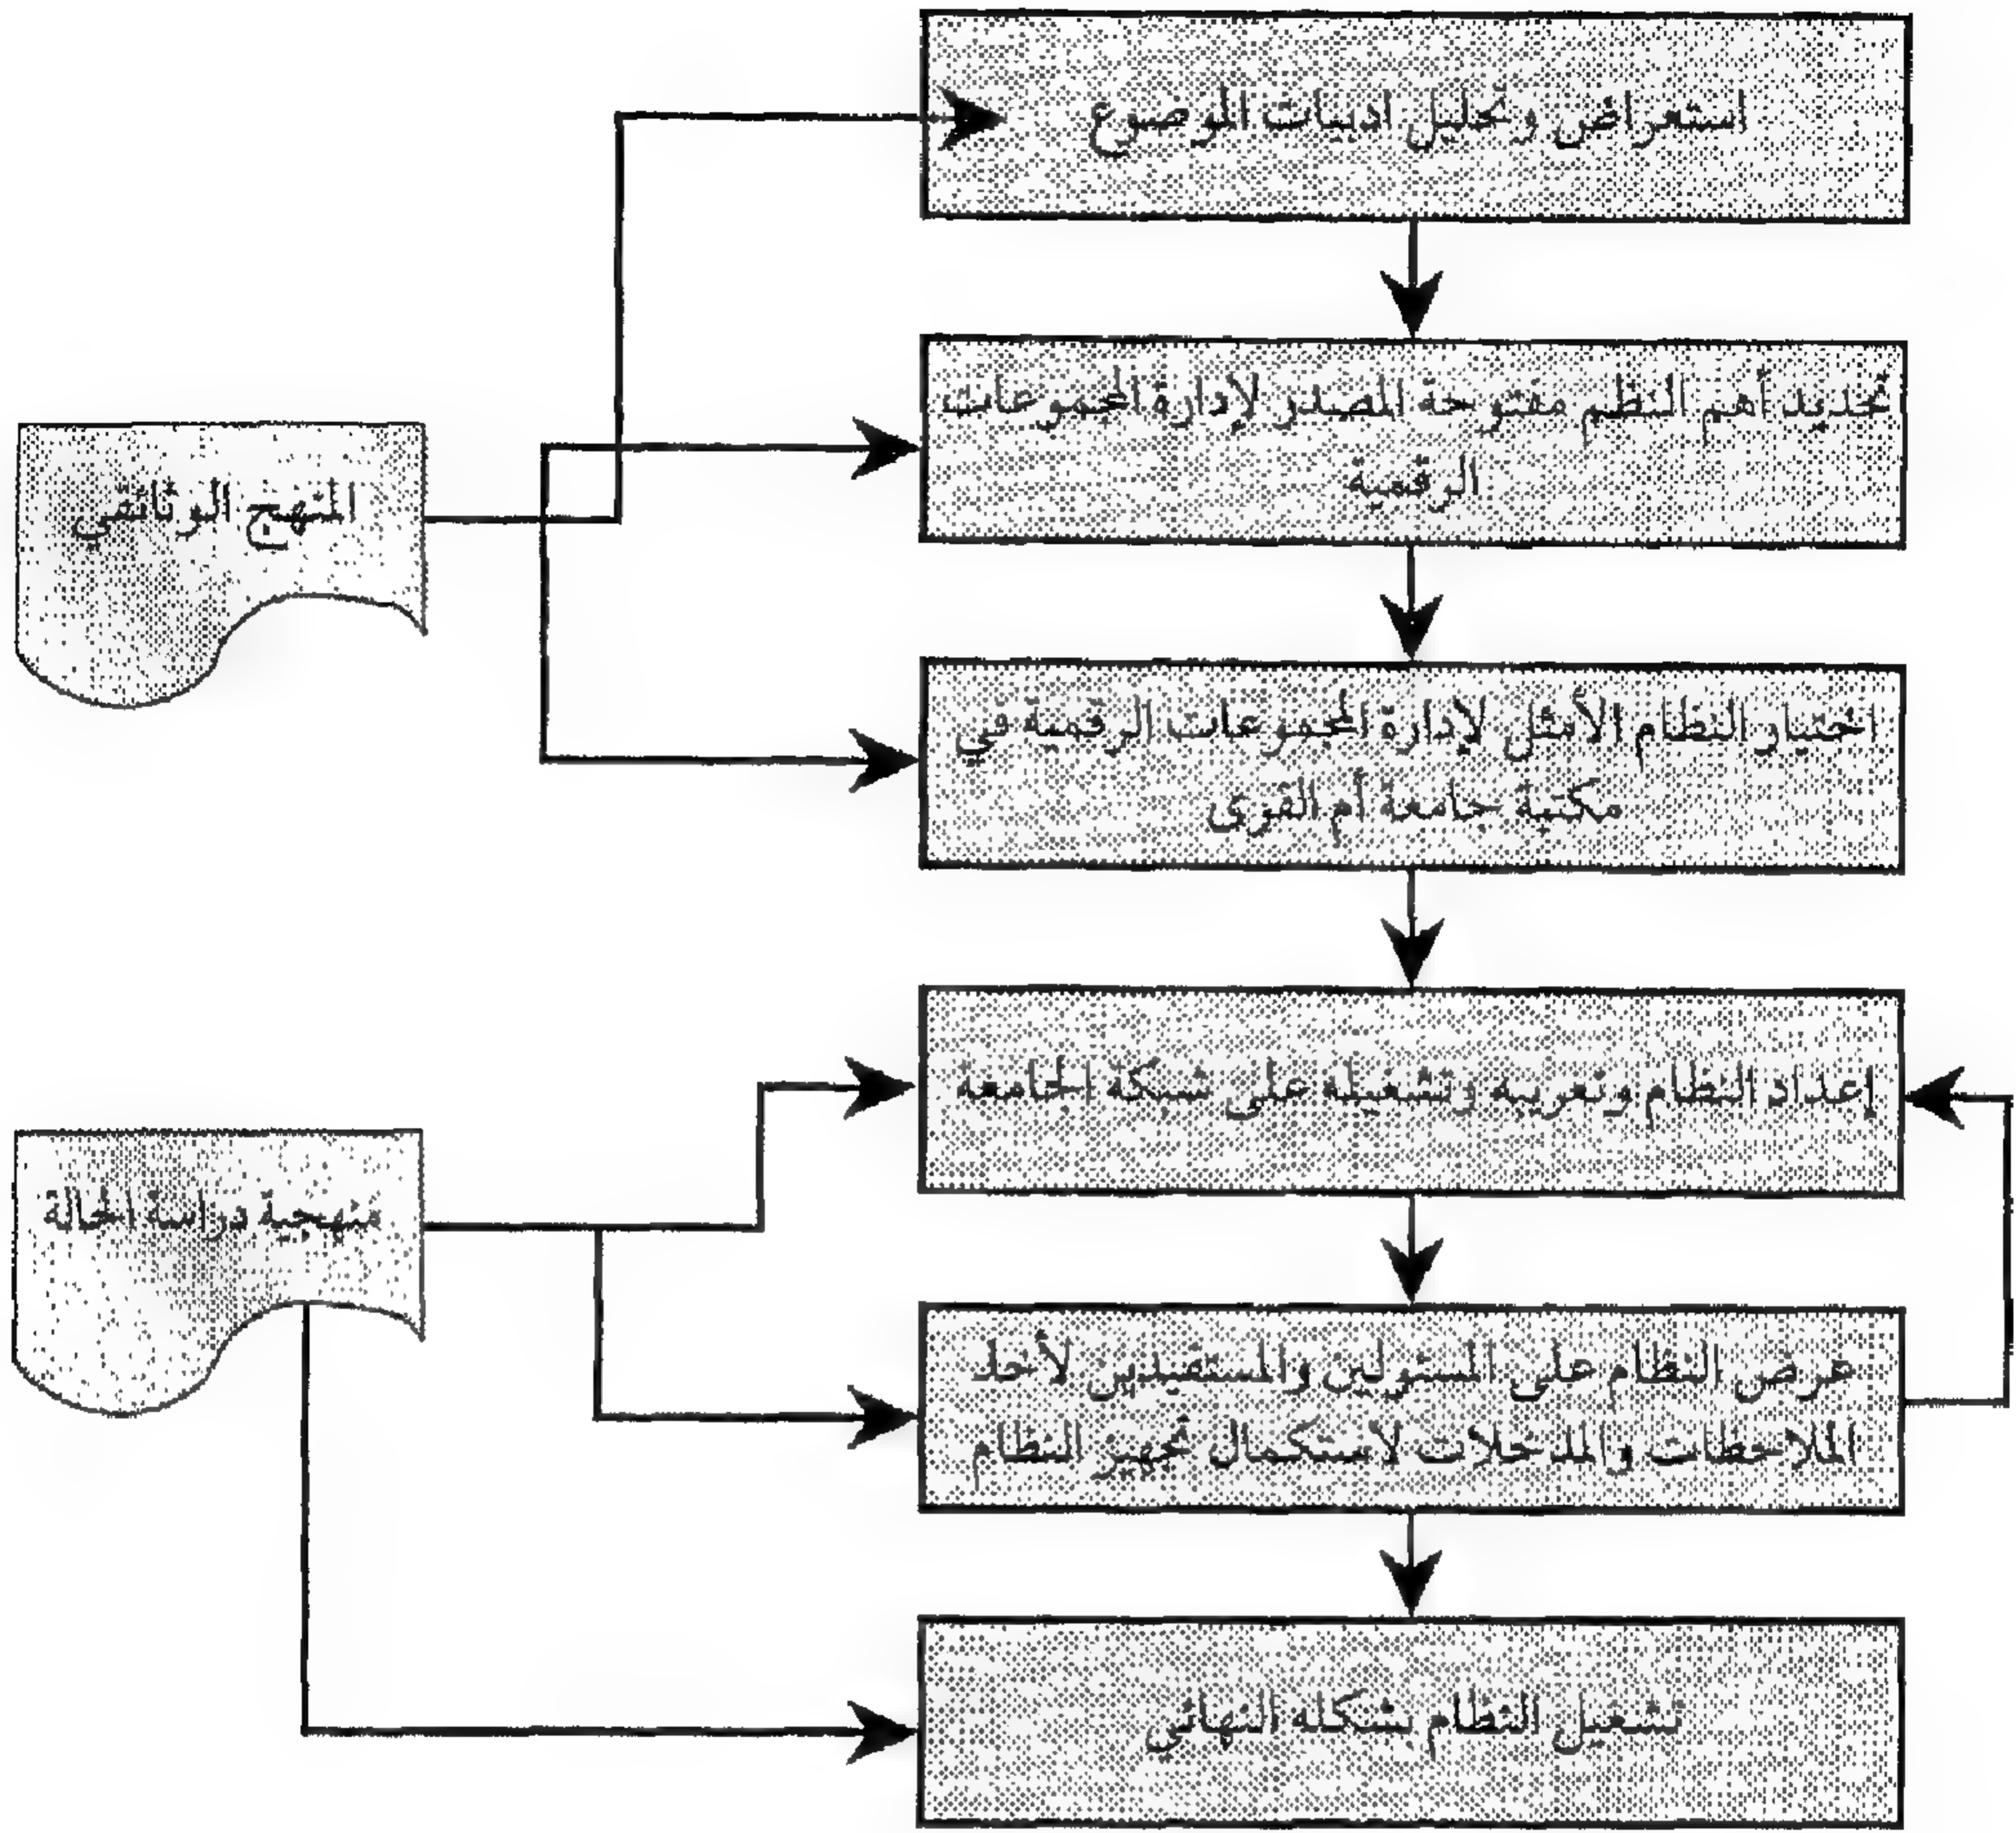 استعراض وتحليل ادبيات الموضوع
تحديد أهم النظم مفتوحة المصدر لإدارة المجموعات
الرقمية
المنهج الوثائقي
اختيار النظام الأمثل لإدارة المجموعات الرقمية في
مكتبة جامعة أم القرى
إعداد النظام وتعريبه وتشغيله على شبكة الجامعة
منهجية دراسة الحالة
عرض النظام على المسئولين والمستفيدين لأخذ
الملاحظات والمدخلات لاستكمال تجهيز النظام
تشغيل النظام بشكله النهائي